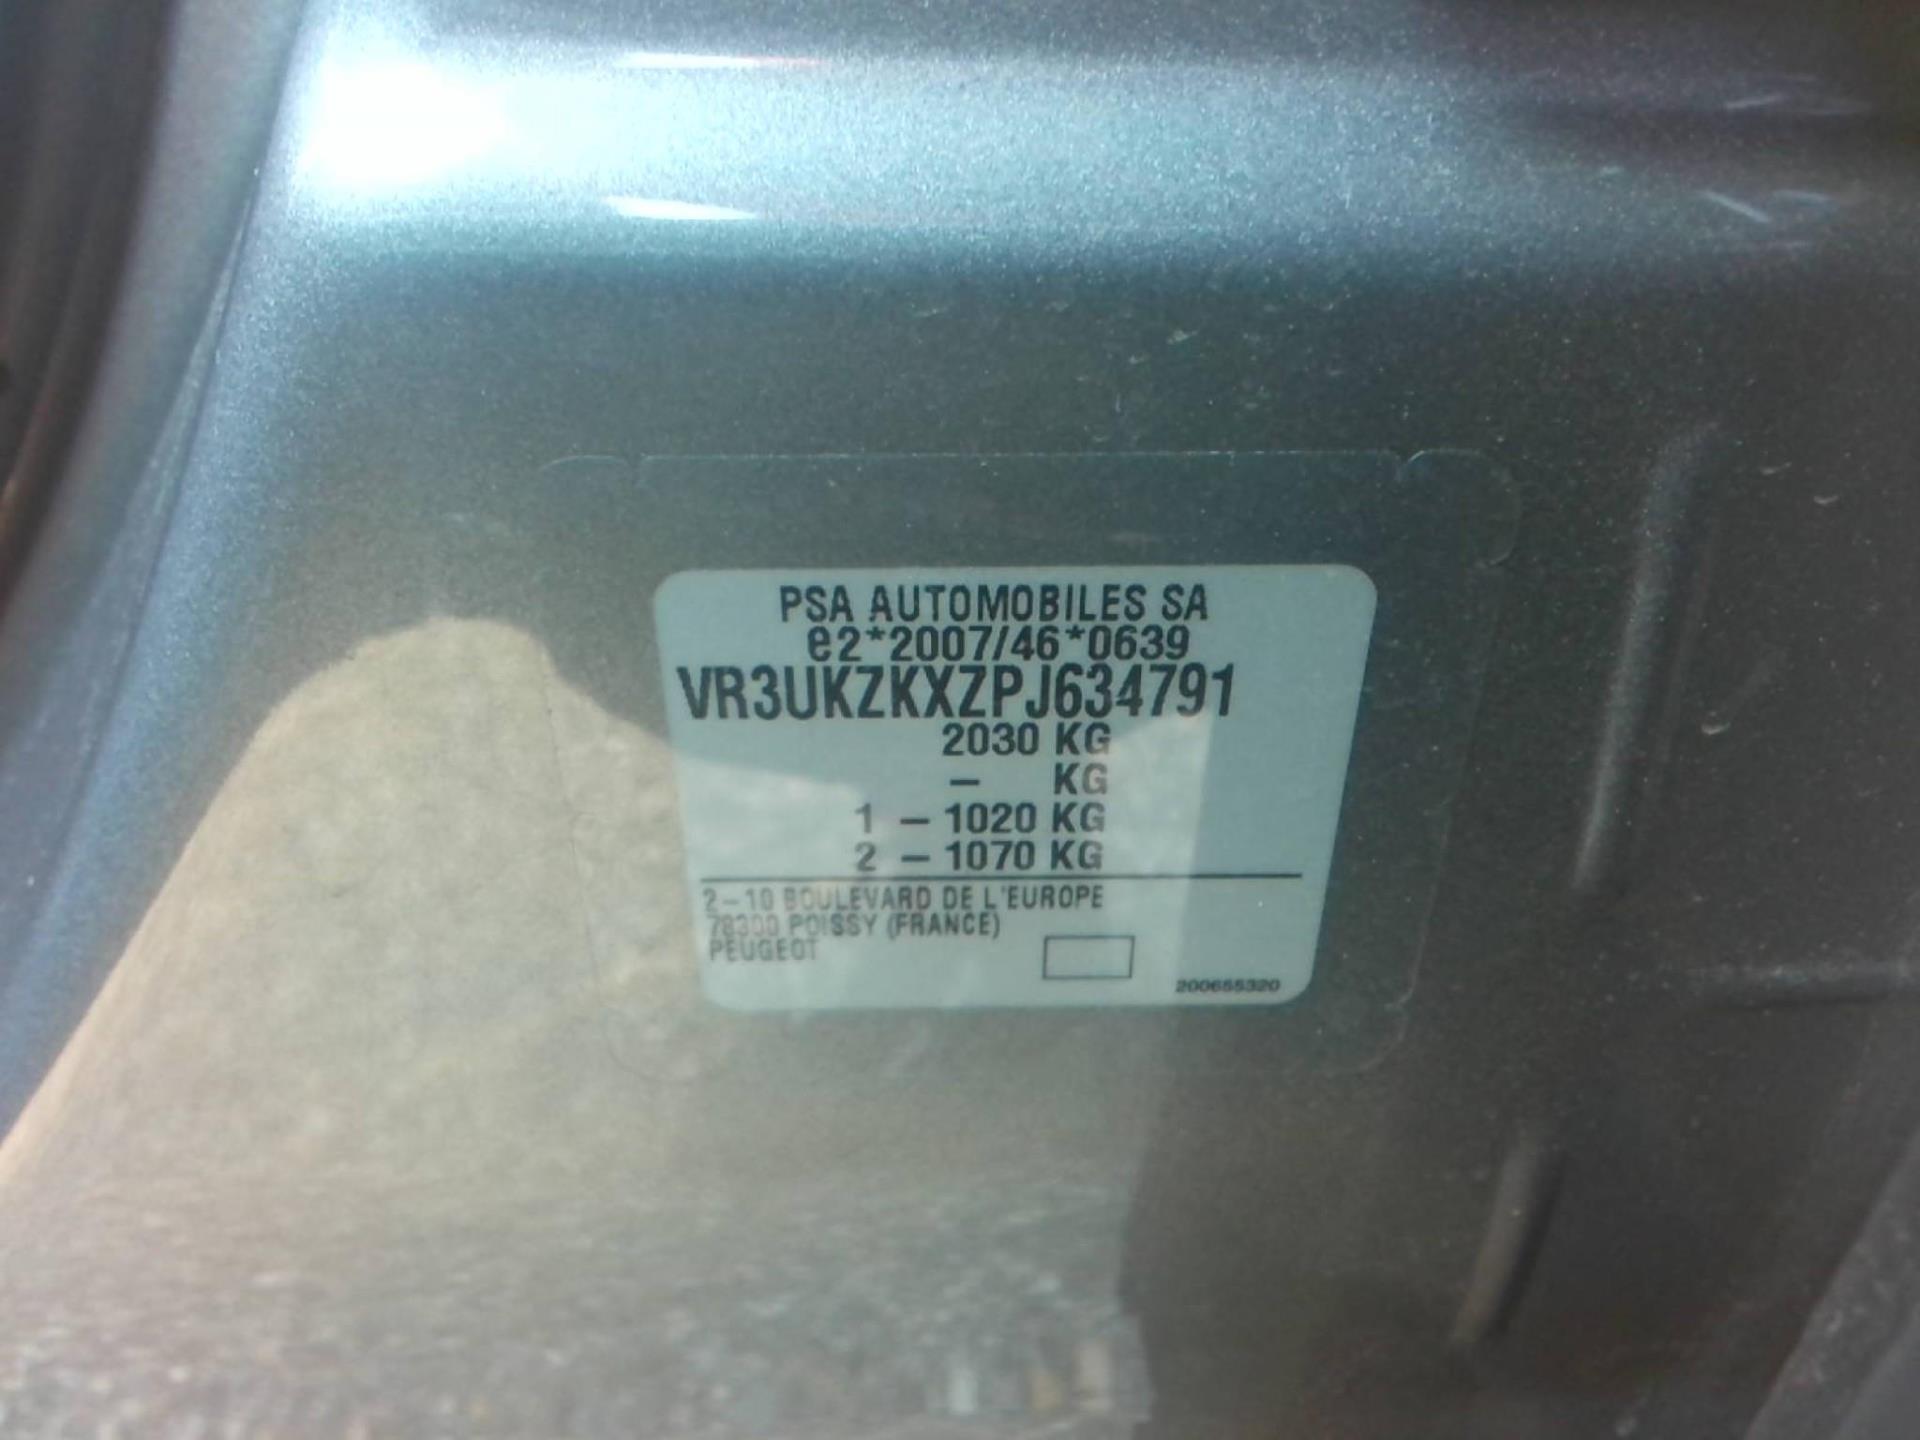 PSA AUTOMOBILES SA
e2*2007/46*0639
VR3UKZKXZPJ634791
2030 KG
- KG
1 - 1020 KG
2 - 1070 KG
2-10 BOULEVARD DE L'EUROPE
78300 POISSY (FRANCE)
PEUGEOT
200655320